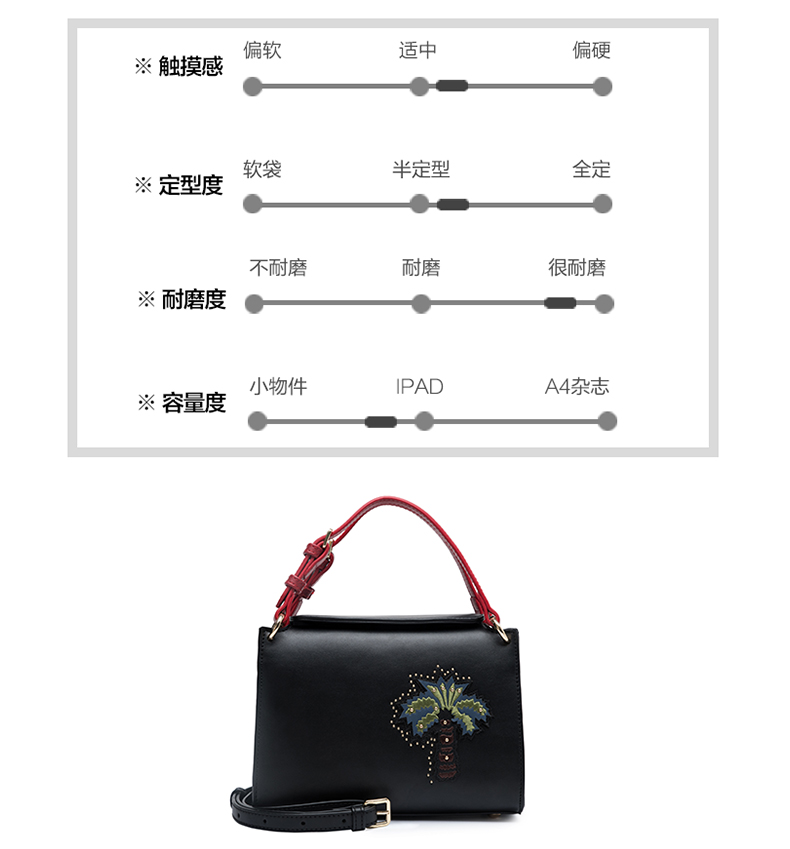 ※ 触摸感 偏软 适中 偏硬
※ 定型度 软袋 半定型 全定
※ 耐磨度 不耐磨 耐磨 很耐磨
※ 容量度 小物件 IPAD A4杂志